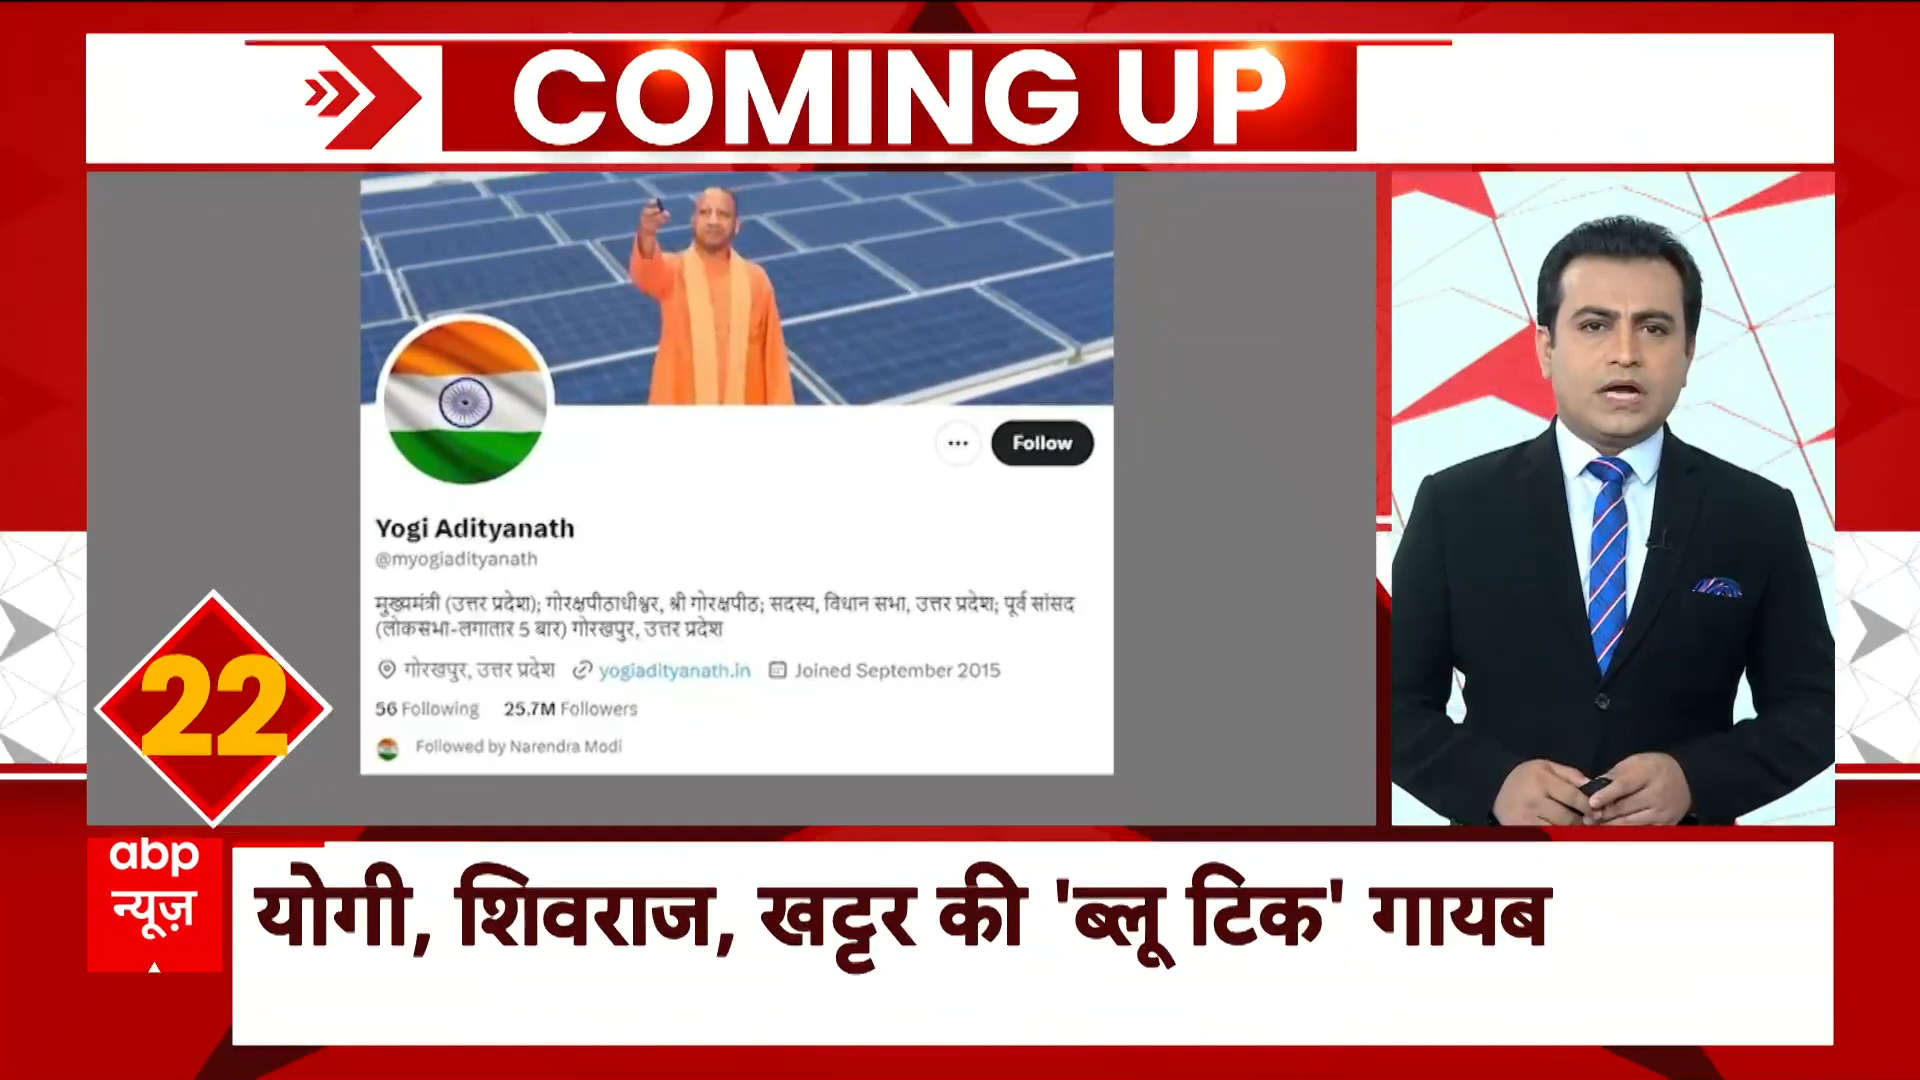 COMING UP
Follow
Yogi Adityanath
@myogiadityanath
मुख्यमंत्री (उत्तर प्रदेश); गोरक्षपीठाधीश्वर, श्री गोरक्षपीठ; सदस्य, विधान सभा, उत्तर प्रदेश; पूर्व सांसद
(लोकसभा-लगातार 5 बार) गोरखपुर, उत्तर प्रदेश
गोरखपुर, उत्तर प्रदेश yogiadityanath.in Joined September 2015
56 Following 25.7M Followers
Followed by Narendra Modi
22
abp
न्यूज़
योगी, शिवराज, खट्टर की 'ब्लू टिक' गायब